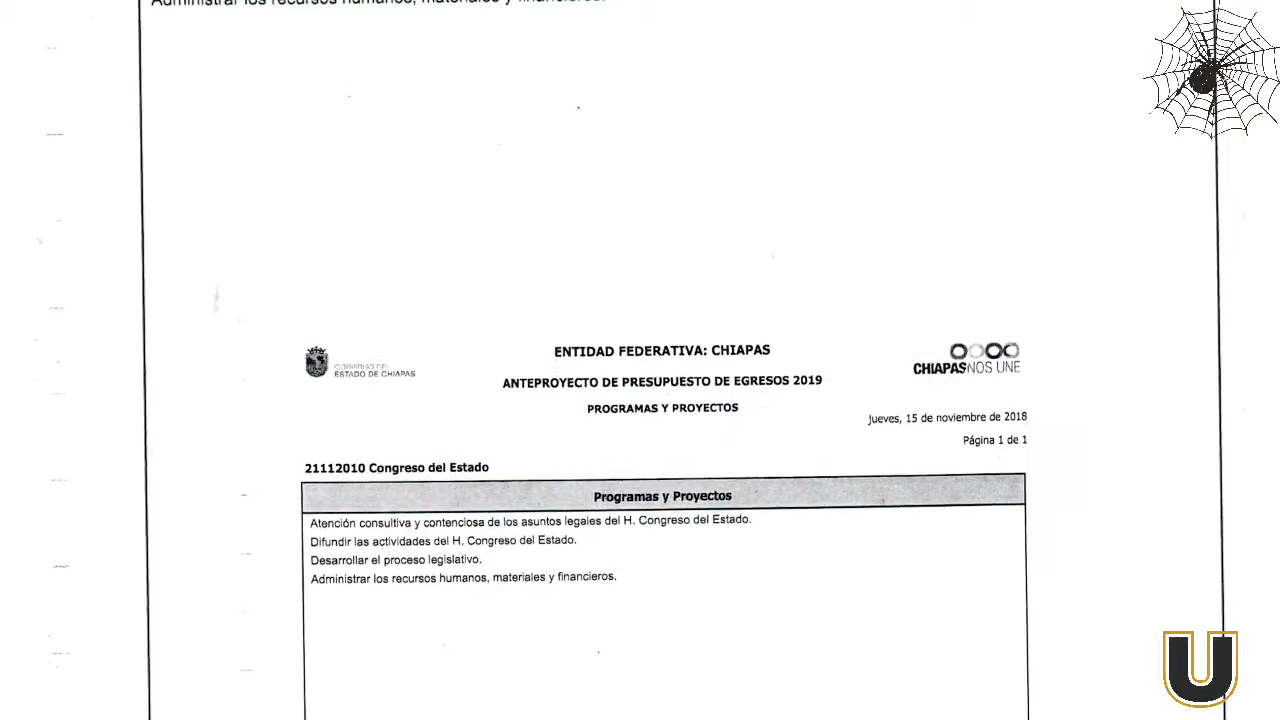 Administrar los recursos humanos, materiales y financieros.
GOBIERNO DEL
ESTADO DE CHIAPAS
ENTIDAD FEDERATIVA: CHIAPAS
ANTEPROYECTO DE PRESUPUESTO DE EGRESOS 2019
PROGRAMAS Y PROYECTOS
CHIAPASNOS UNE
jueves, 15 de noviembre de 2018
Página 1 de 1
21112010 Congreso del Estado
Programas y Proyectos
Atención consultiva y contenciosa de los asuntos legales del H. Congreso del Estado.
Difundir las actividades del H. Congreso del Estado.
Desarrollar el proceso legislativo.
Administrar los recursos humanos, materiales y financieros.
U